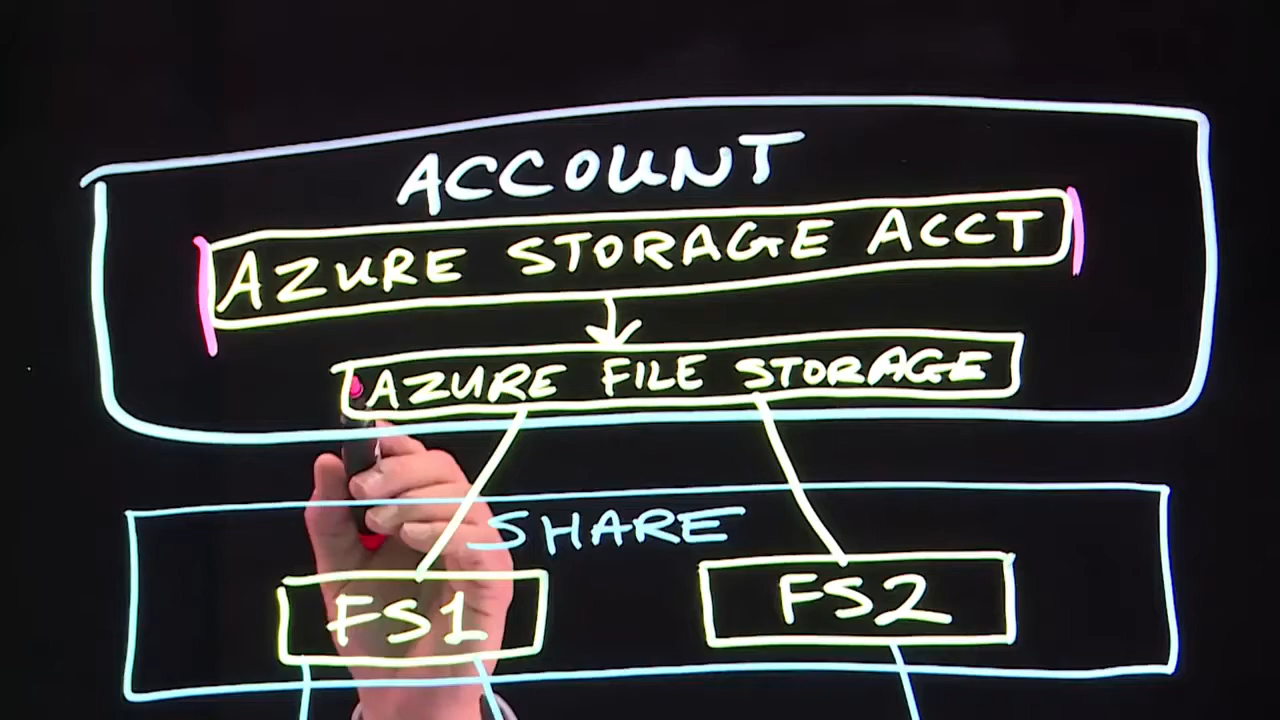 ACCOUNT
AZURE STORAGE ACCT
AZURE FILE STORAGE
SHARE
FS1 FS2